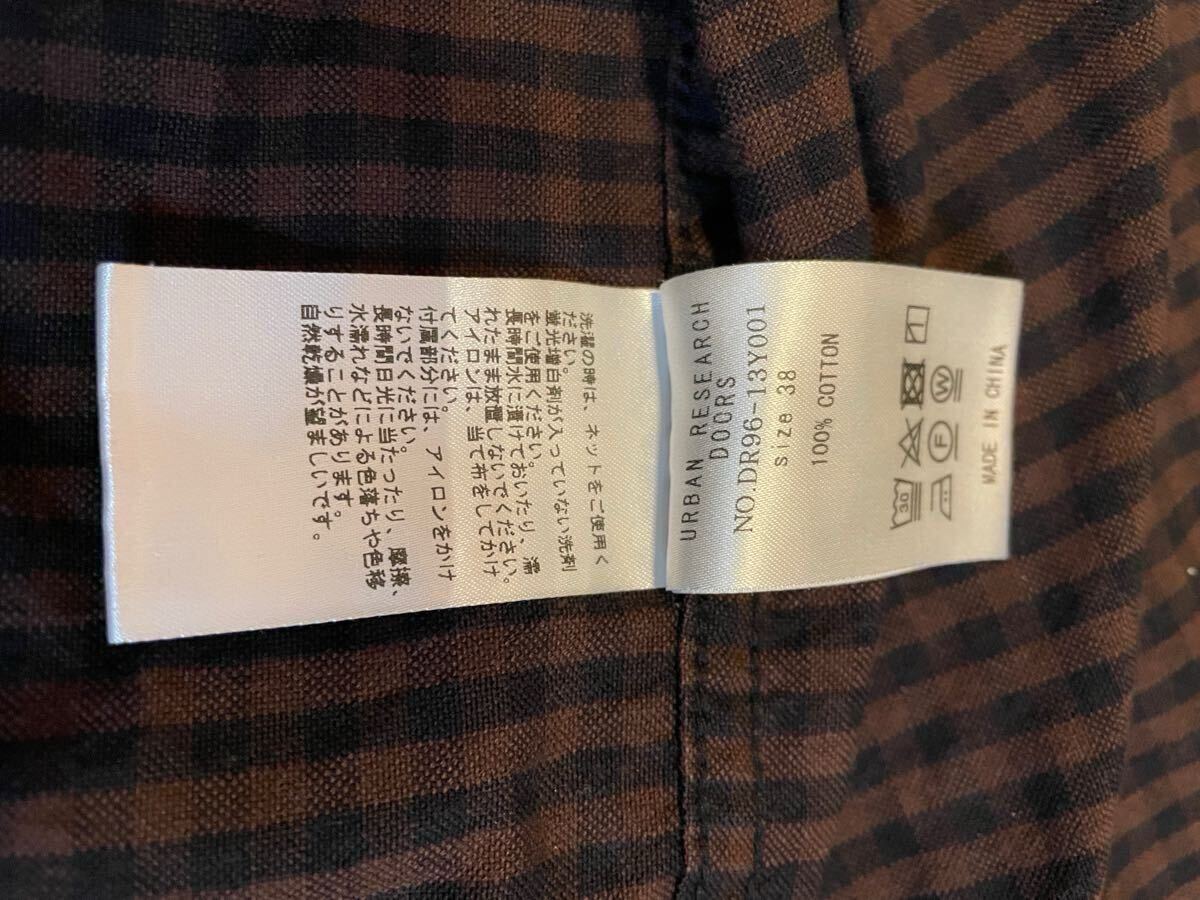 URBAN RESEARCH
DOORS
NO.DR96-13Y001
Size 38
100% COTTON
30
W
F
MADE IN CHINA
洗濯の時は、ネットをご使用く
ださい。
蛍光増白剤が入っていない洗剤
をご使用ください。
長時間水に漬けておいたり、濡
れたまま放置しないでください。
アイロンは、当て布をしてかけ
てください。
付属部分には、アイロンをかけ
ないでください。
長時間日光に当たったり、摩擦、
水濡れなどによる色落ちや色移
りすることがあります。
自然乾燥が望ましいです。